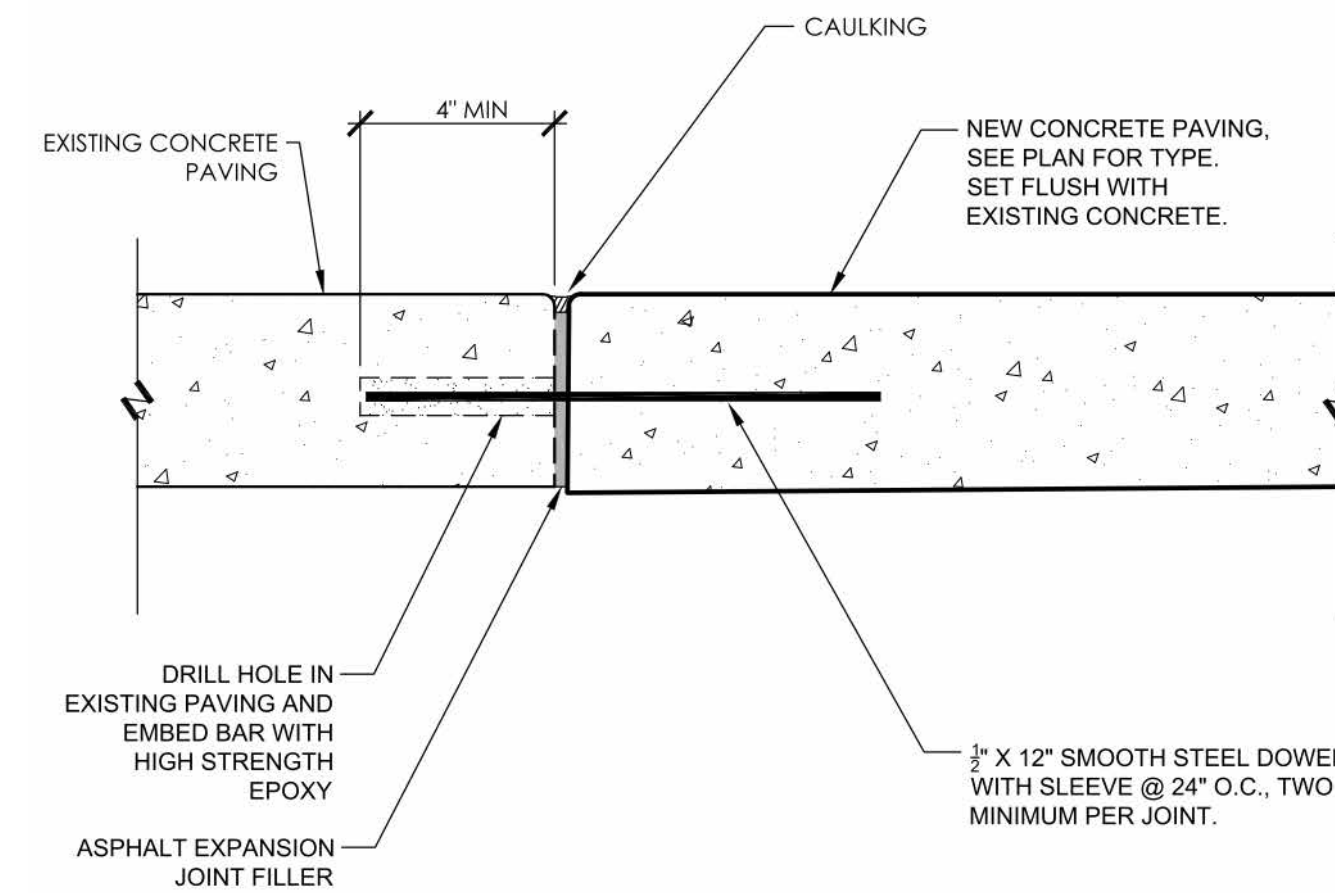 CAULKING
4" MIN
EXISTING CONCRETE
PAVING
NEW CONCRETE PAVING,
SEE PLAN FOR TYPE.
SET FLUSH WITH
EXISTING CONCRETE.
DRILL HOLE IN
EXISTING PAVING AND
EMBED BAR WITH
HIGH STRENGTH
EPOXY
½" X 12" SMOOTH STEEL DOWEL
WITH SLEEVE @ 24" O.C., TWO
MINIMUM PER JOINT.
ASPHALT EXPANSION
JOINT FILLER